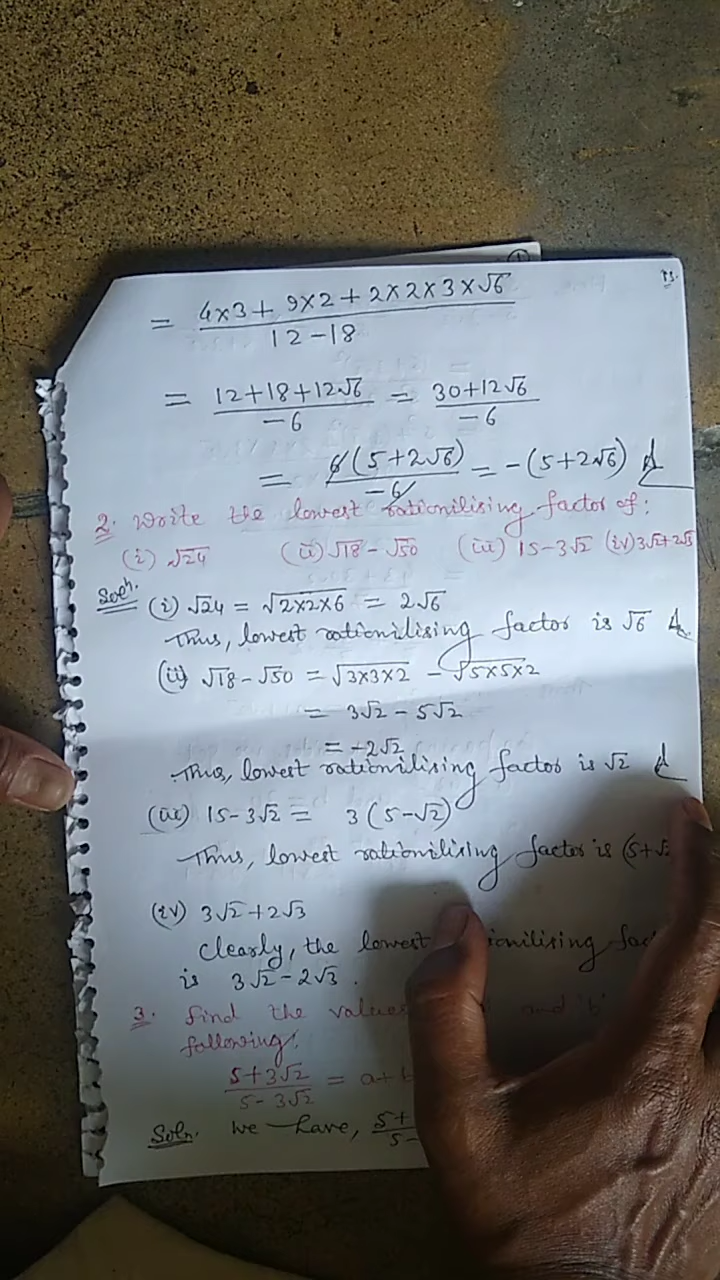 = (4×3 + 9×2 + 2×2×3×√6)/(12-18)
= (12+18+12√6)/(-6) = (30+12√6)/(-6)
= 6(5+2√6)/(-6) = -(5+2√6) A
2. Write the lowest rationilising factor of:
(i) √24 (ii) √18 - √50 (iii) 15-3√2 (iv) 3√2+2√3
Soln. (i) √24 = √(2×2×6) = 2√6
Thus, lowest rationilising factor is √6 A
(ii) √18 - √50 = √(3×3×2) - √(5×5×2)
= 3√2 - 5√2
= -2√2
Thus, lowest rationilising factor is √2 A
(iii) 15-3√2 = 3(5-√2)
Thus, lowest rationilising factor is (5+√2
(iv) 3√2+2√3
Clearly, the lowest
is 3√2-2√3.
3. find the values and 'b'
following:
(5+3√2)/(5-3√2) = a+
Soln. We have, 5+
5-